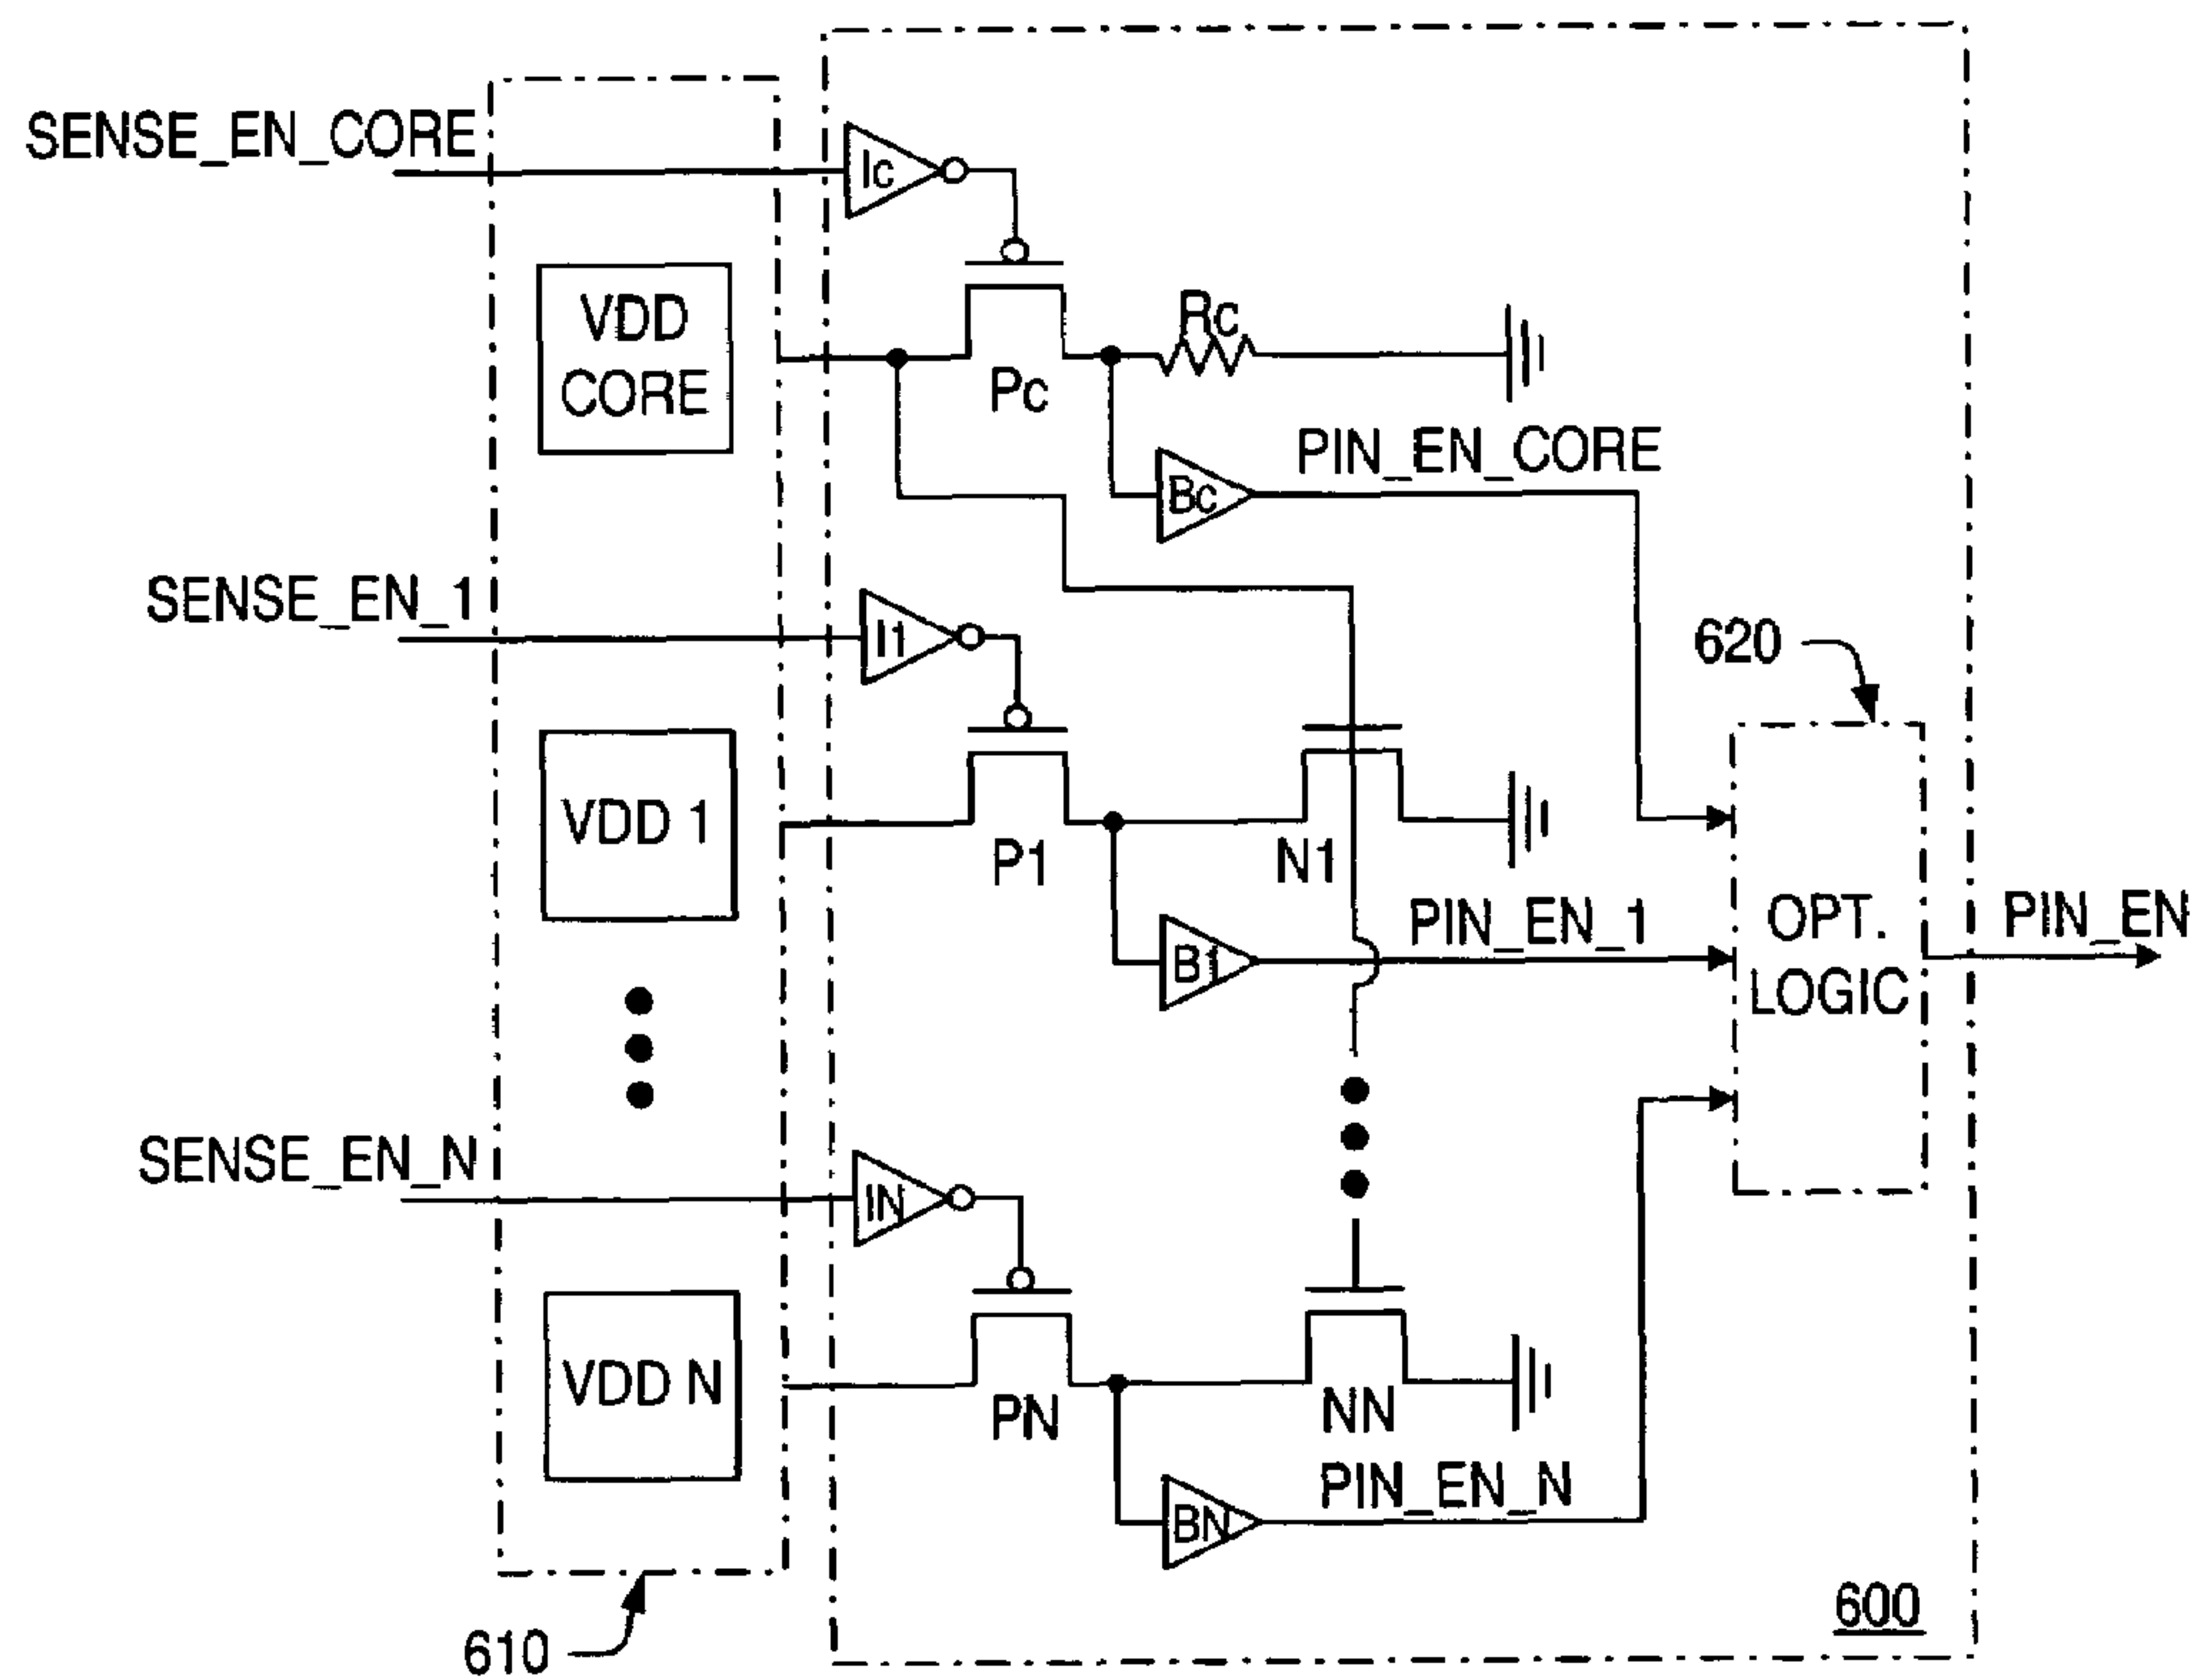 SENSE_EN_CORE
Ic
VDD
CORE
Rc
Pc
PIN_EN_CORE
Bc
SENSE_EN_1
I1
620
VDD 1
P1
N1
PIN_EN_1
B1
OPT.
LOGIC
PIN_EN
SENSE_EN_N
IN
VDD N
PN
NN
PIN_EN_N
BN
610
600